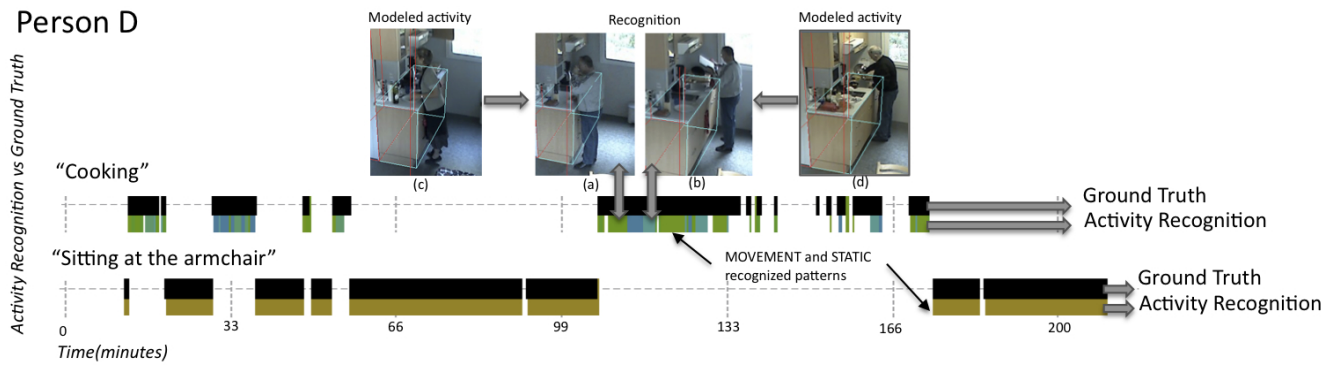 Person D
Modeled activity
Recognition
Modeled activity
Activity Recognition vs Ground Truth
(c)
(a)
(b)
(d)
“Cooking”
Ground Truth
Activity Recognition
“Sitting at the armchair”
MOVEMENT and STATIC
recognized patterns
Ground Truth
Activity Recognition
0
33
66
99
133
166
200
Time(minutes)